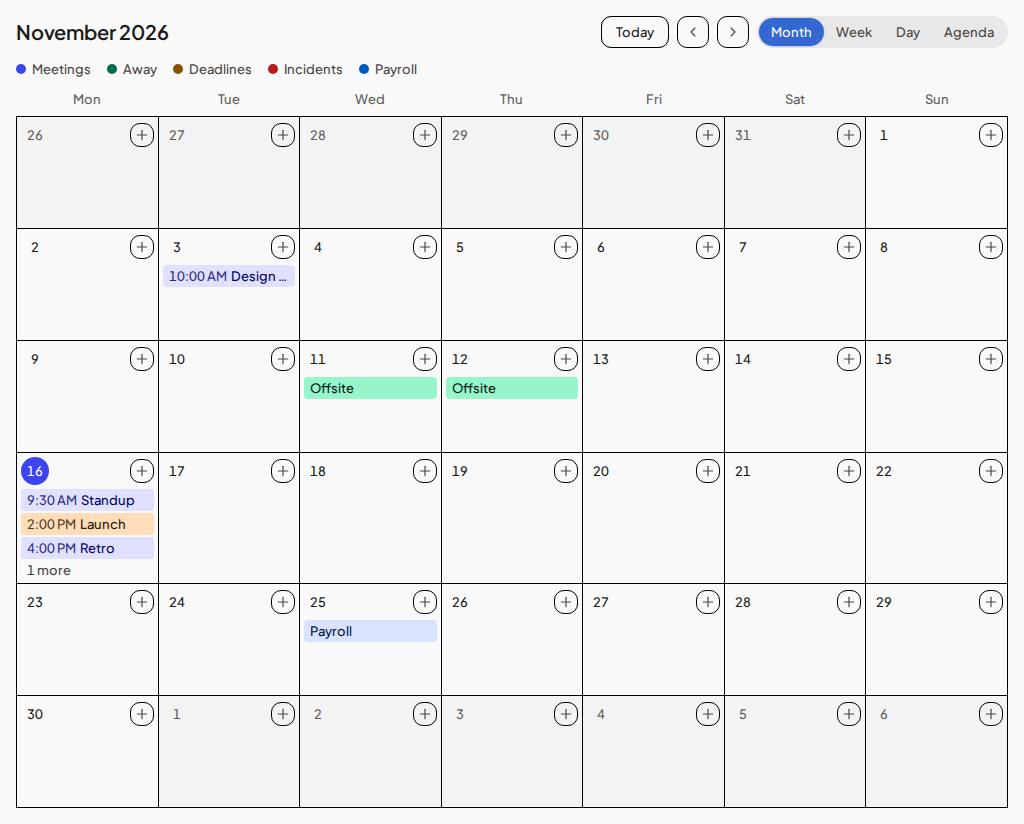 November 2026
Today
Month Week Day Agenda
Meetings Away Deadlines Incidents Payroll
Mon Tue Wed Thu Fri Sat Sun
26 27 28 29 30 31 1
2 3 4 5 6 7 8
10:00 AM Design ...
9 10 11 12 13 14 15
Offsite Offsite
16 17 18 19 20 21 22
9:30 AM Standup
2:00 PM Launch
4:00 PM Retro
1 more
23 24 25 26 27 28 29
Payroll
30 1 2 3 4 5 6